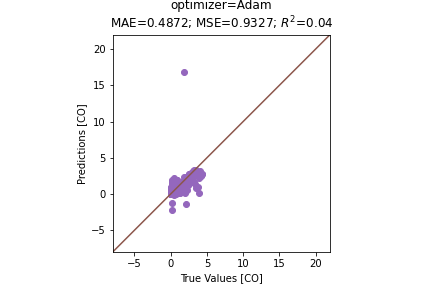 optimizer=Adam
MAE=0.4872; MSE=0.9327; R²=0.04
20
15
10
5
0
−5
Predictions [CO]
−5 0 5 10 15 20
True Values [CO]